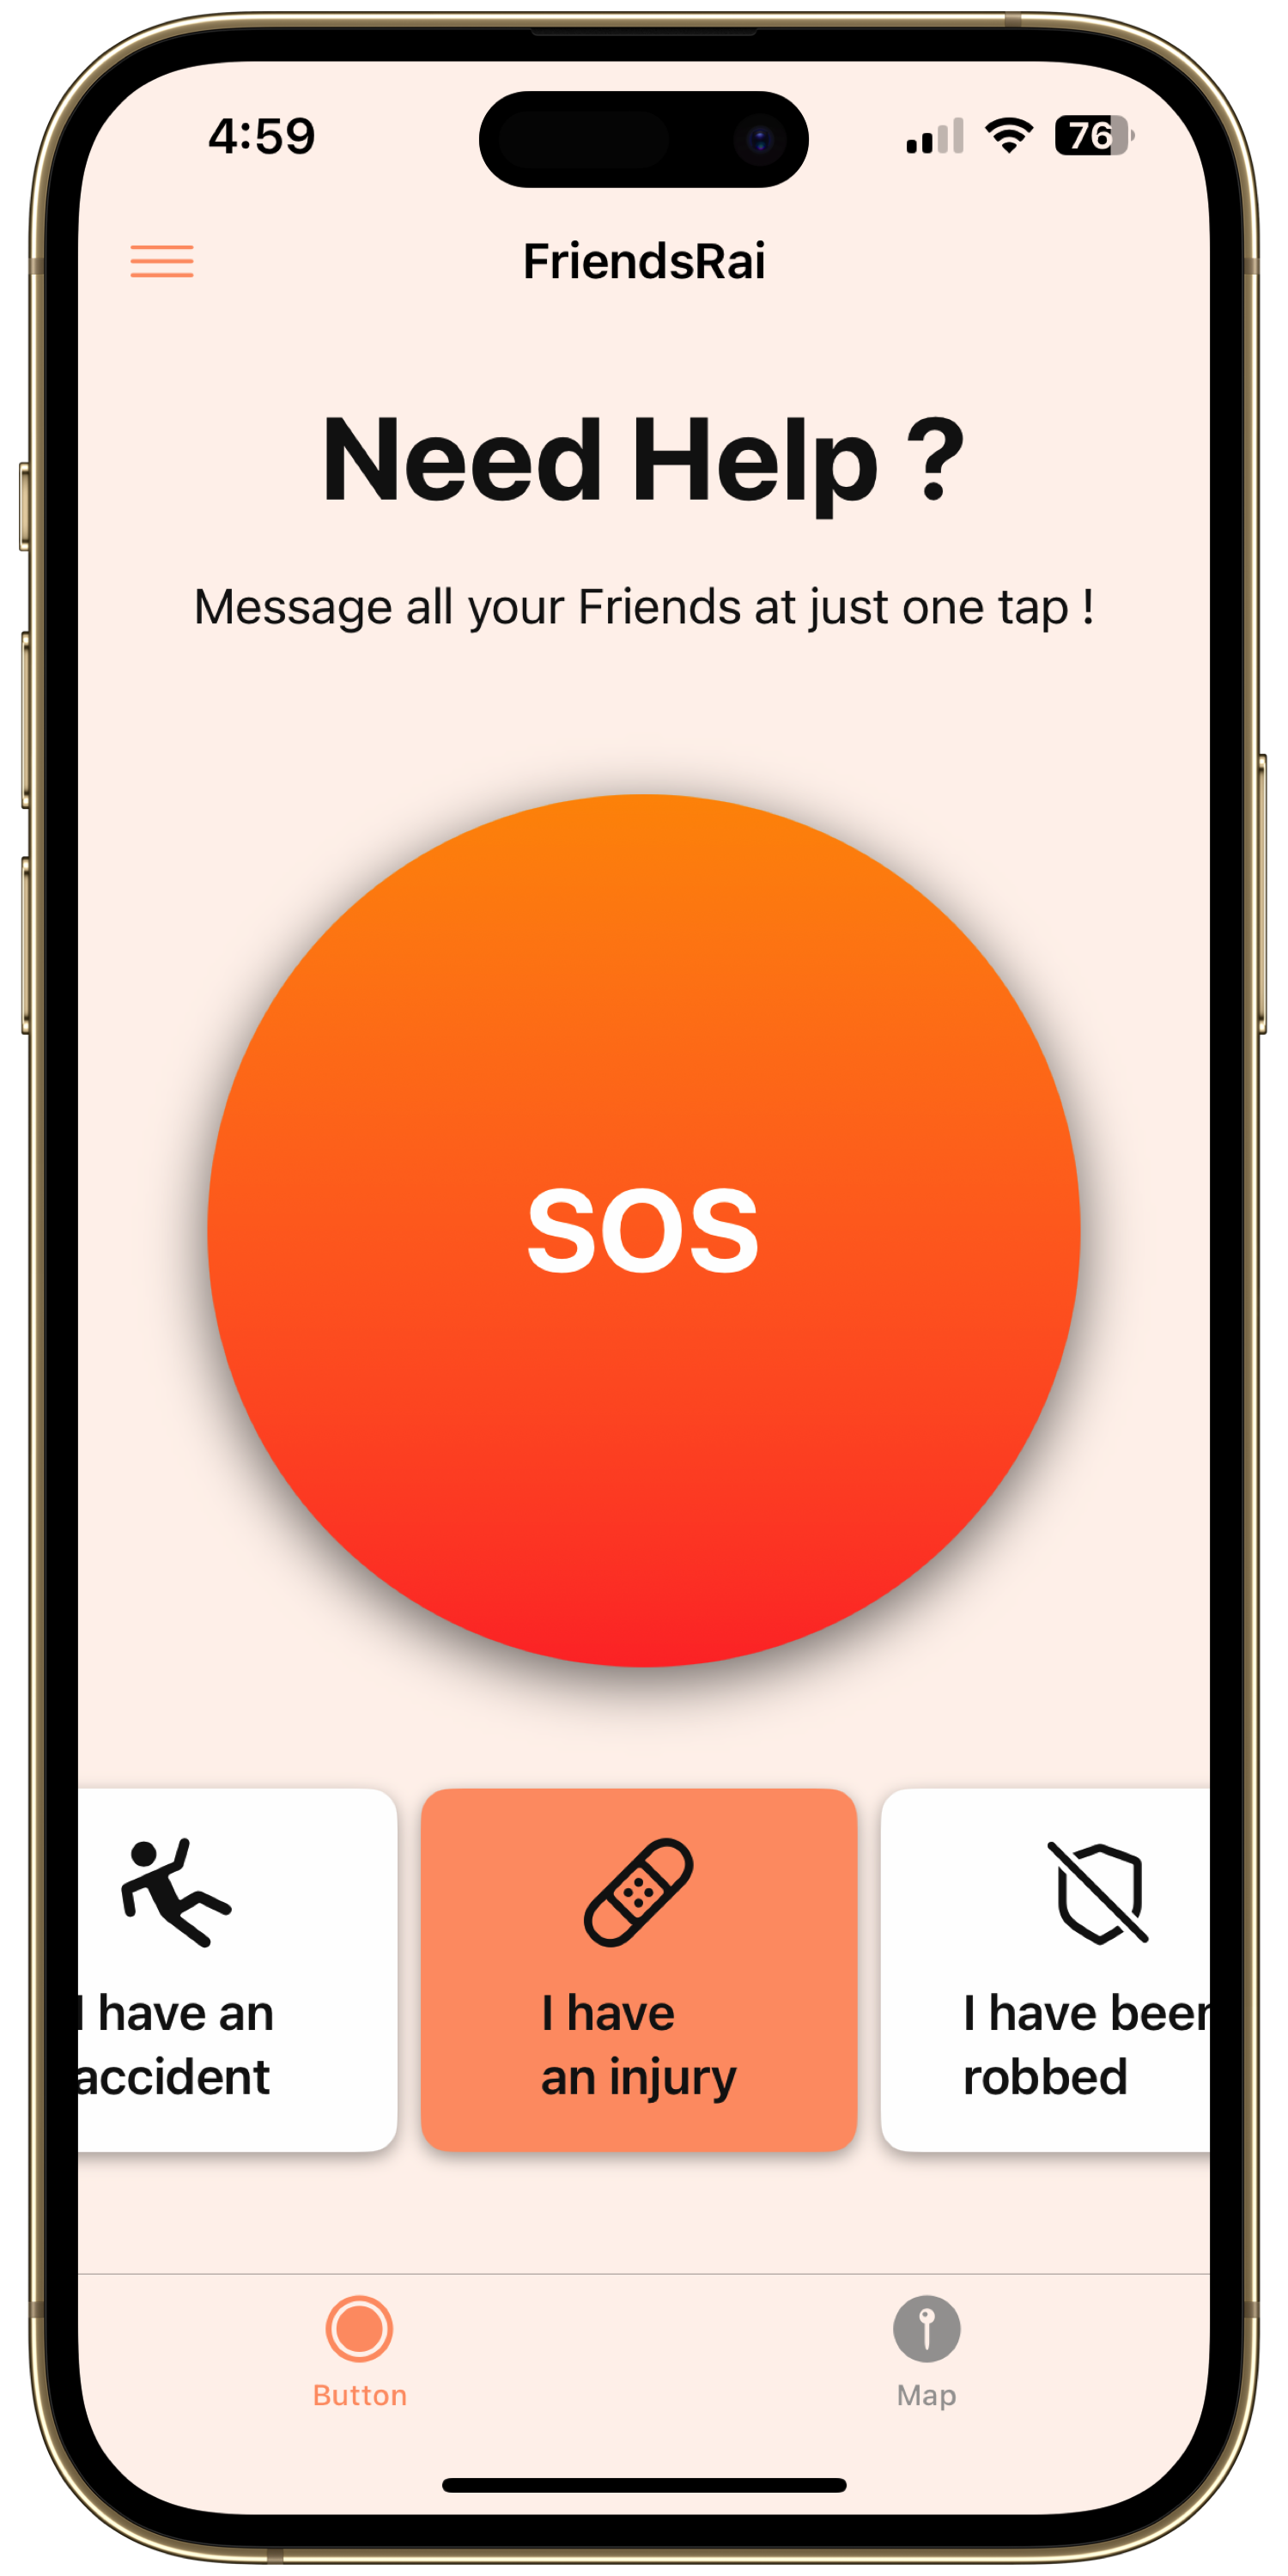 4:59
76
FriendsRai
Need Help ?
Message all your Friends at just one tap !
SOS
I have an
accident
I have
an injury
I have been
robbed
Button
Map